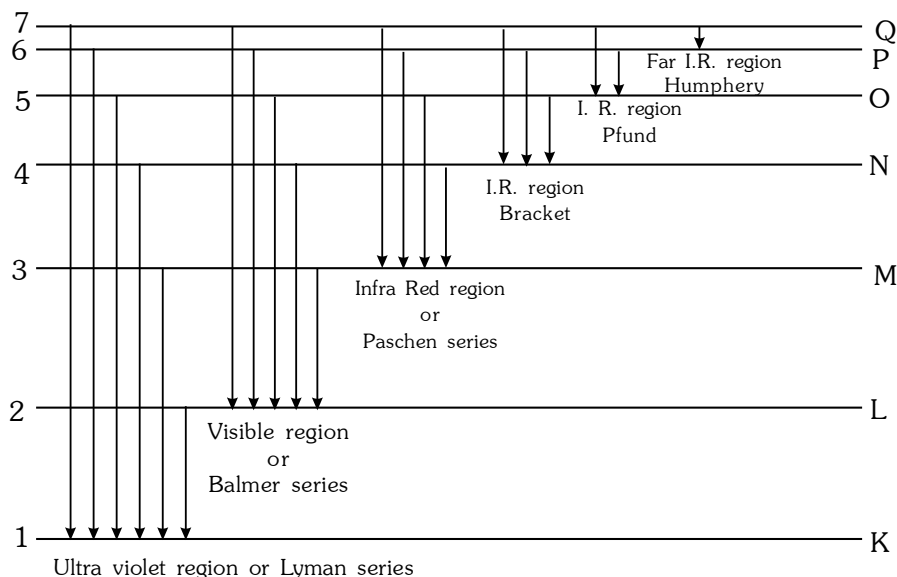 7
Q
6
P
Far I.R. region
Humphery
5
O
I. R. region
Pfund
4
N
I.R. region
Bracket
3
M
Infra Red region
or
Paschen series
2
L
Visible region
or
Balmer series
1
K
Ultra violet region or Lyman series